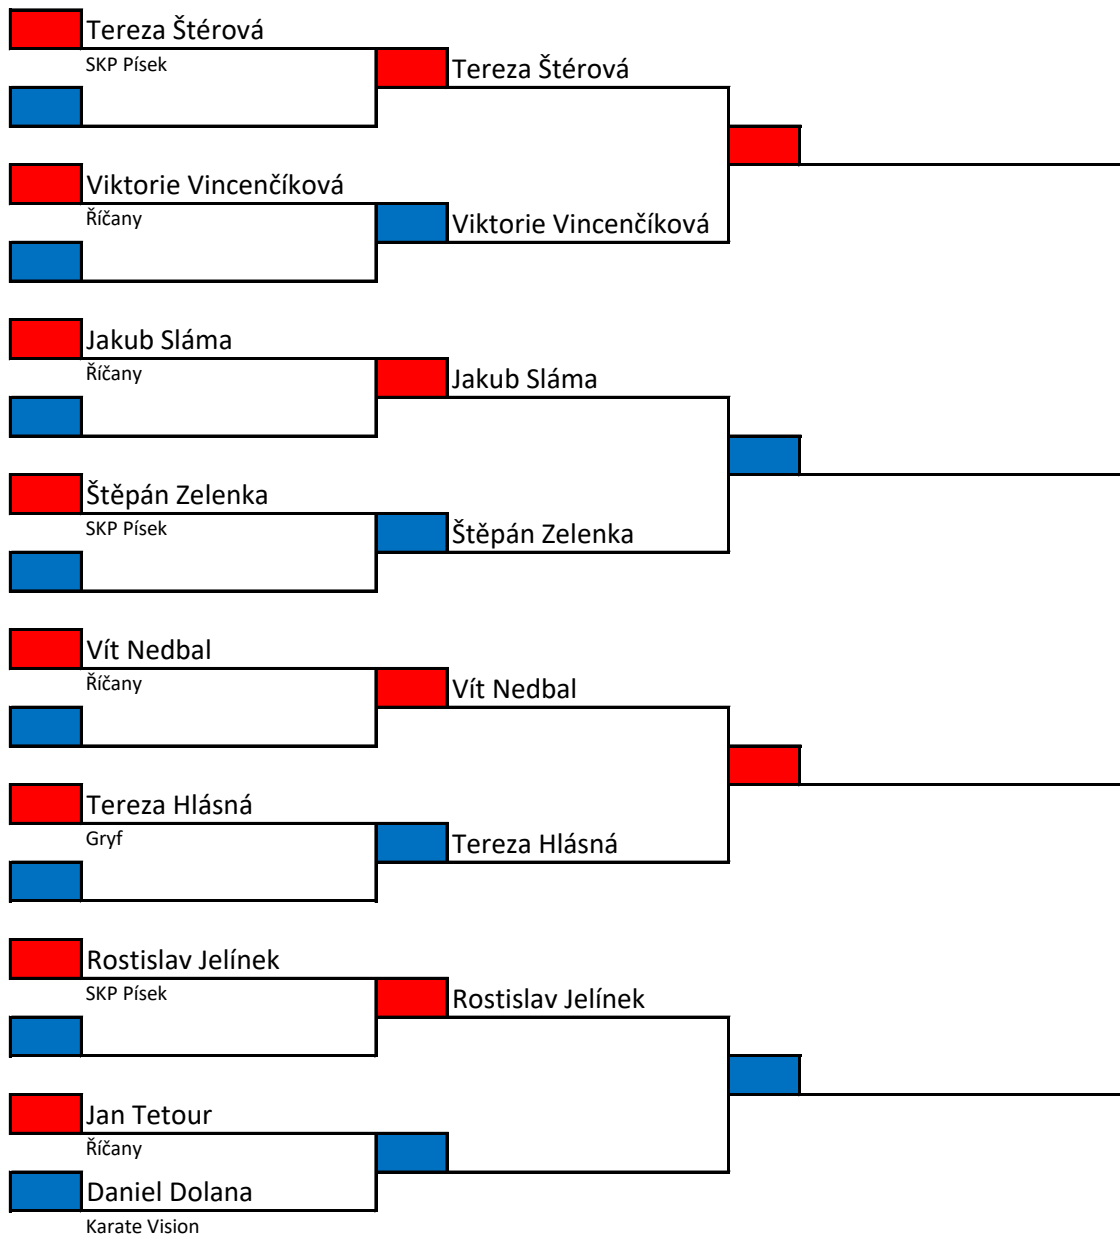 Tereza Štérová
SKP Písek
Tereza Štérová
Viktorie Vincenčíková
Říčany
Viktorie Vincenčíková
Jakub Sláma
Říčany
Jakub Sláma
Štěpán Zelenka
SKP Písek
Štěpán Zelenka
Vít Nedbal
Říčany
Vít Nedbal
Tereza Hlásná
Gryf
Tereza Hlásná
Rostislav Jelínek
SKP Písek
Rostislav Jelínek
Jan Tetour
Říčany
Daniel Dolana
Karate Vision